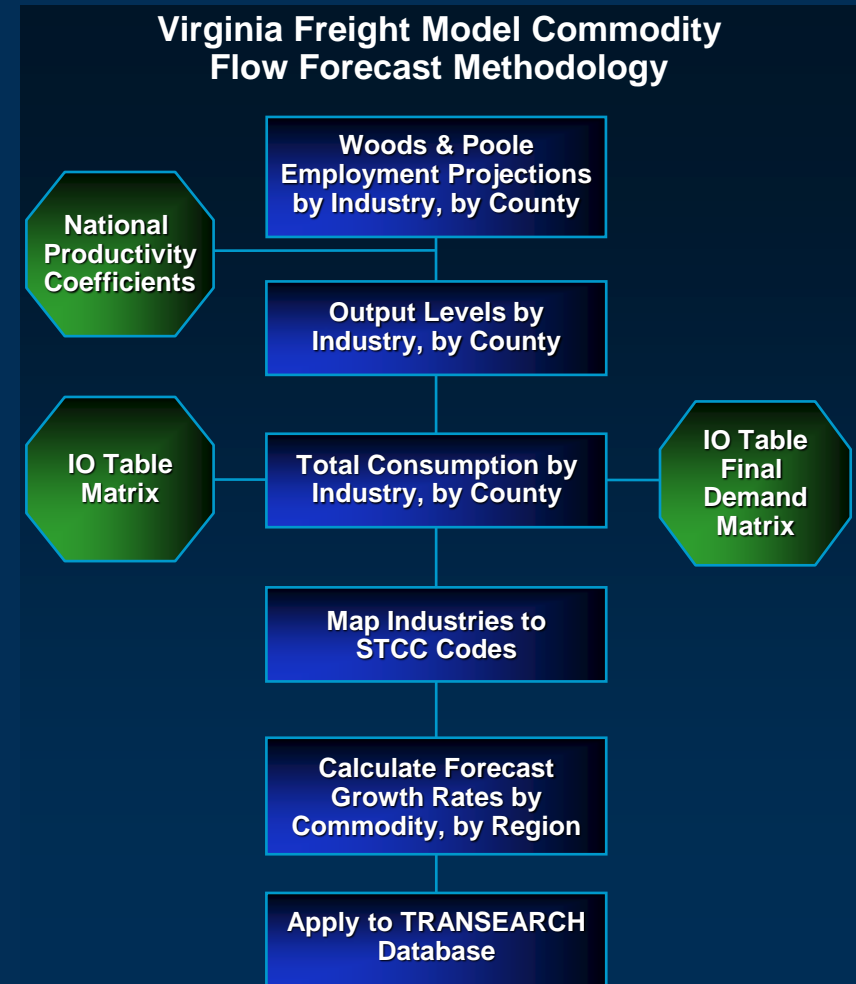 Virginia Freight Model Commodity
Flow Forecast Methodology
Woods & Poole
Employment Projections
by Industry, by County
National
Productivity
Coefficients
Output Levels by
Industry, by County
IO Table
Matrix
Total Consumption by
Industry, by County
IO Table
Final
Demand
Matrix
Map Industries to
STCC Codes
Calculate Forecast
Growth Rates by
Commodity, by Region
Apply to TRANSEARCH
Database